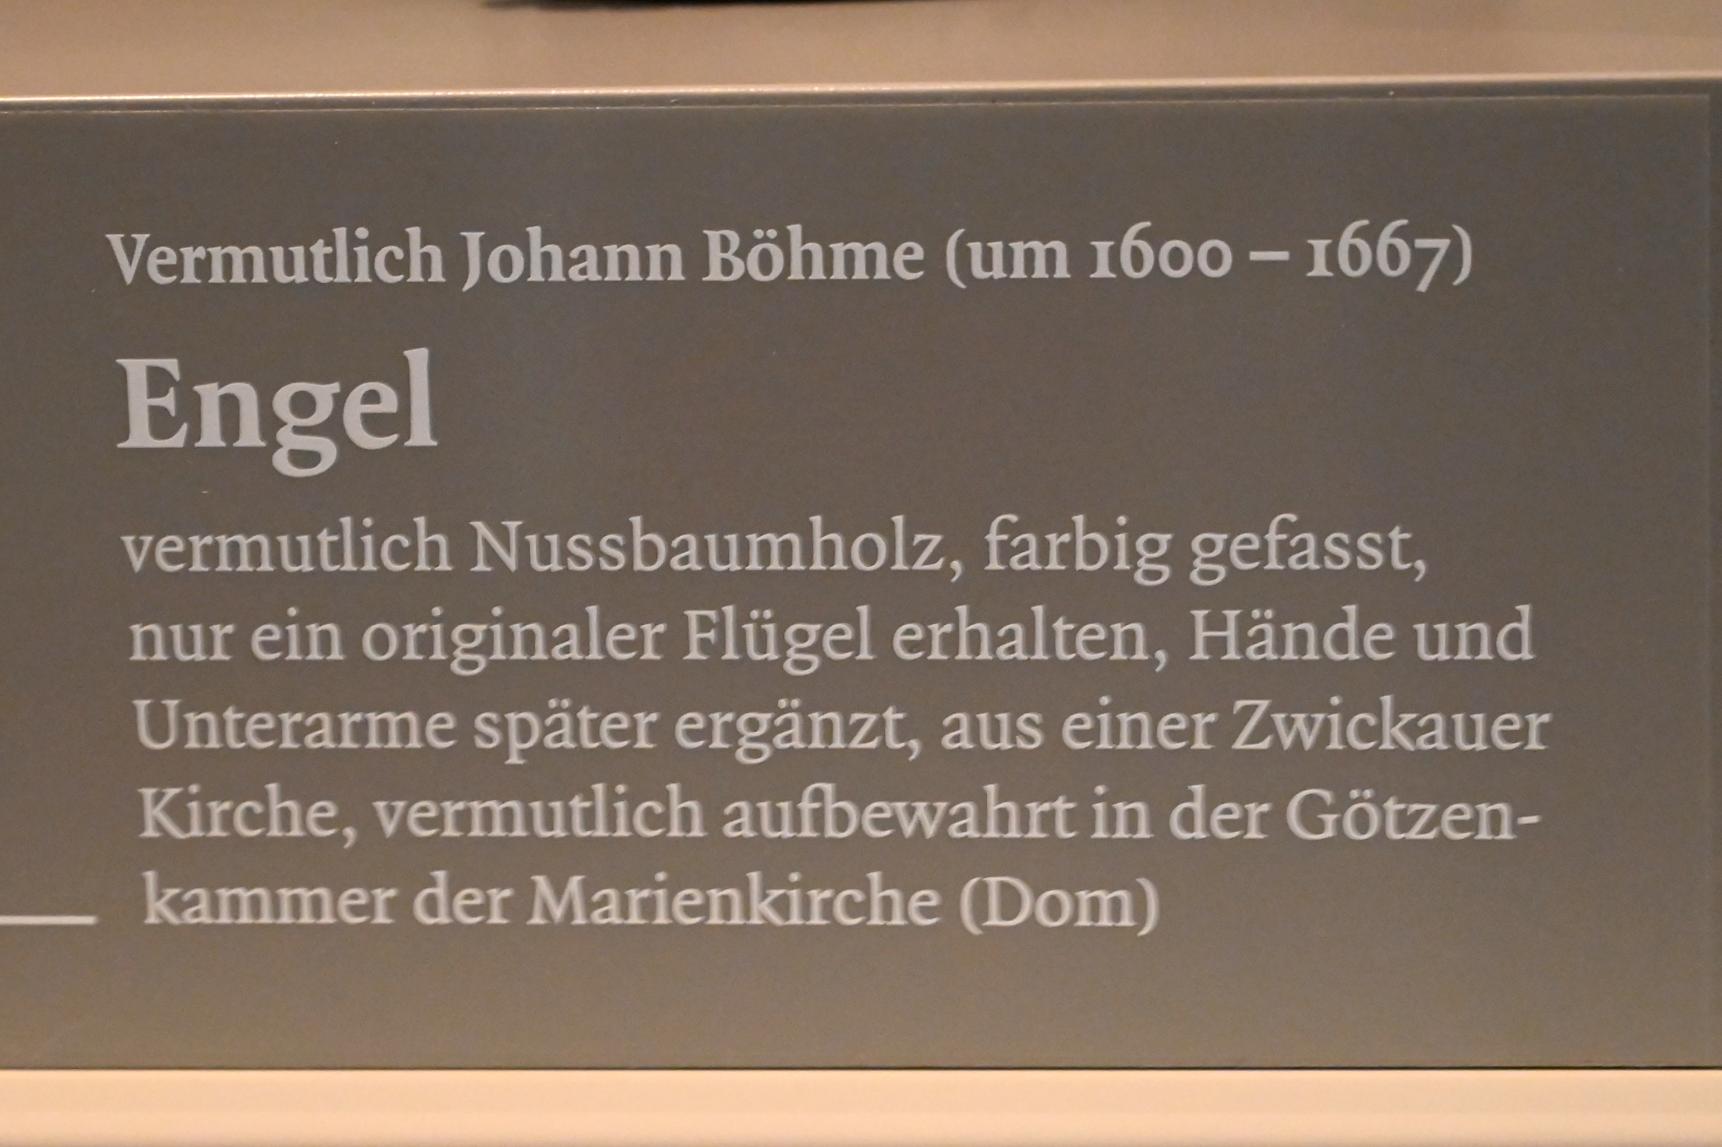 Vermutlich Johann Böhme (um 1600 – 1667)
Engel
vermutlich Nussbaumholz, farbig gefasst,
nur ein originaler Flügel erhalten, Hände und
Unterarme später ergänzt, aus einer Zwickauer
Kirche, vermutlich aufbewahrt in der Götzen-
kammer der Marienkirche (Dom)